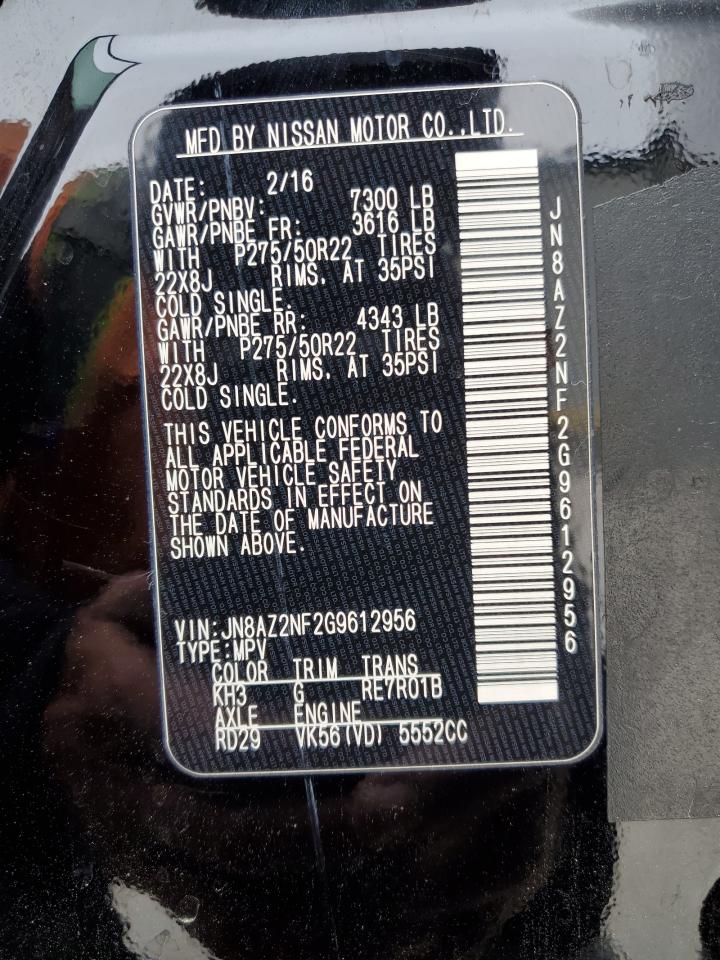 MFD BY NISSAN MOTOR CO.,LTD.
DATE: 2/16
GVWR/PNBV: 7300 LB
GAWR/PNBE FR: 3616 LB
WITH P275/50R22 TIRES
22X8J RIMS, AT 35PSI
COLD SINGLE.
GAWR/PNBE RR: 4343 LB
WITH P275/50R22 TIRES
22X8J RIMS, AT 35PSI
COLD SINGLE.
THIS VEHICLE CONFORMS TO
ALL APPLICABLE FEDERAL
MOTOR VEHICLE SAFETY
STANDARDS IN EFFECT ON
THE DATE OF MANUFACTURE
SHOWN ABOVE.
VIN:JN8AZ2NF2G9612956
TYPE:MPV
COLOR TRIM TRANS
KH3 G RE7R01B
AXLE ENGINE
RD29 VK56(VD) 5552CC
JN8AZ2NF2G9612956